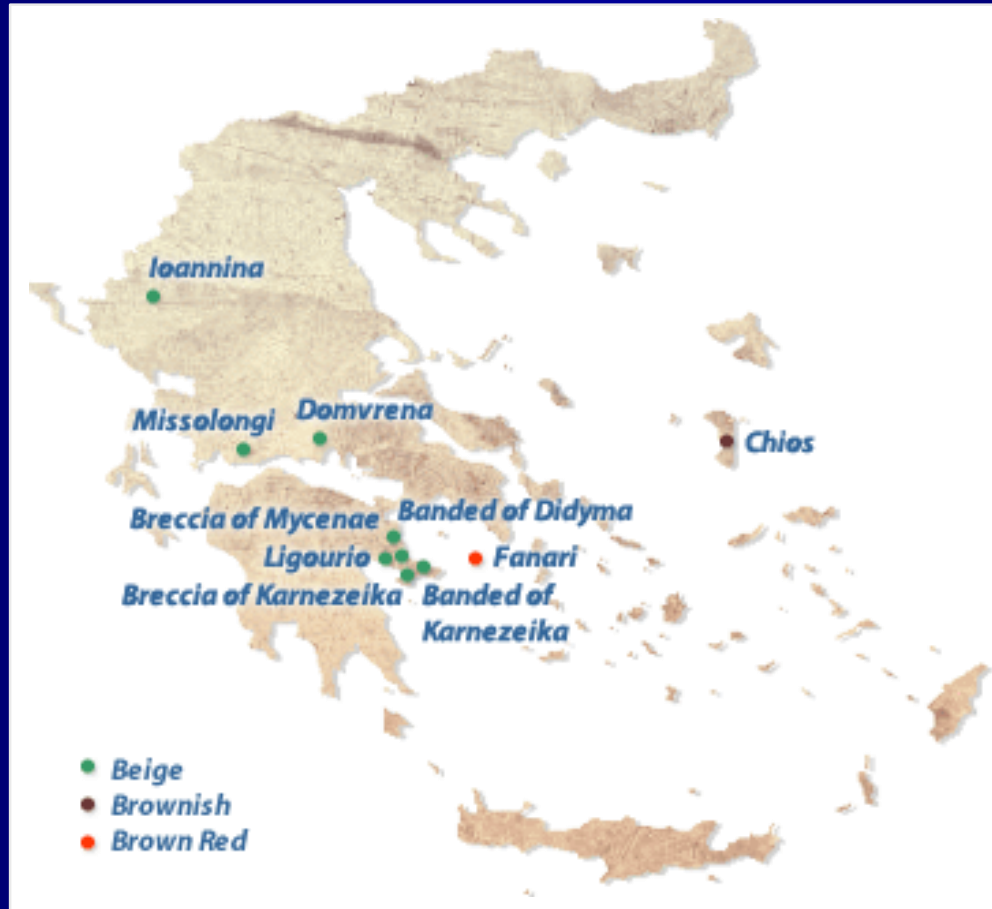 Ioannina
Missolongi
Domvrena
Chios
Breccia of Mycenae
Banded of Didyma
Ligourio
Fanari
Breccia of Karnezeika
Banded of
Karnezeika
Beige
Brownish
Brown Red